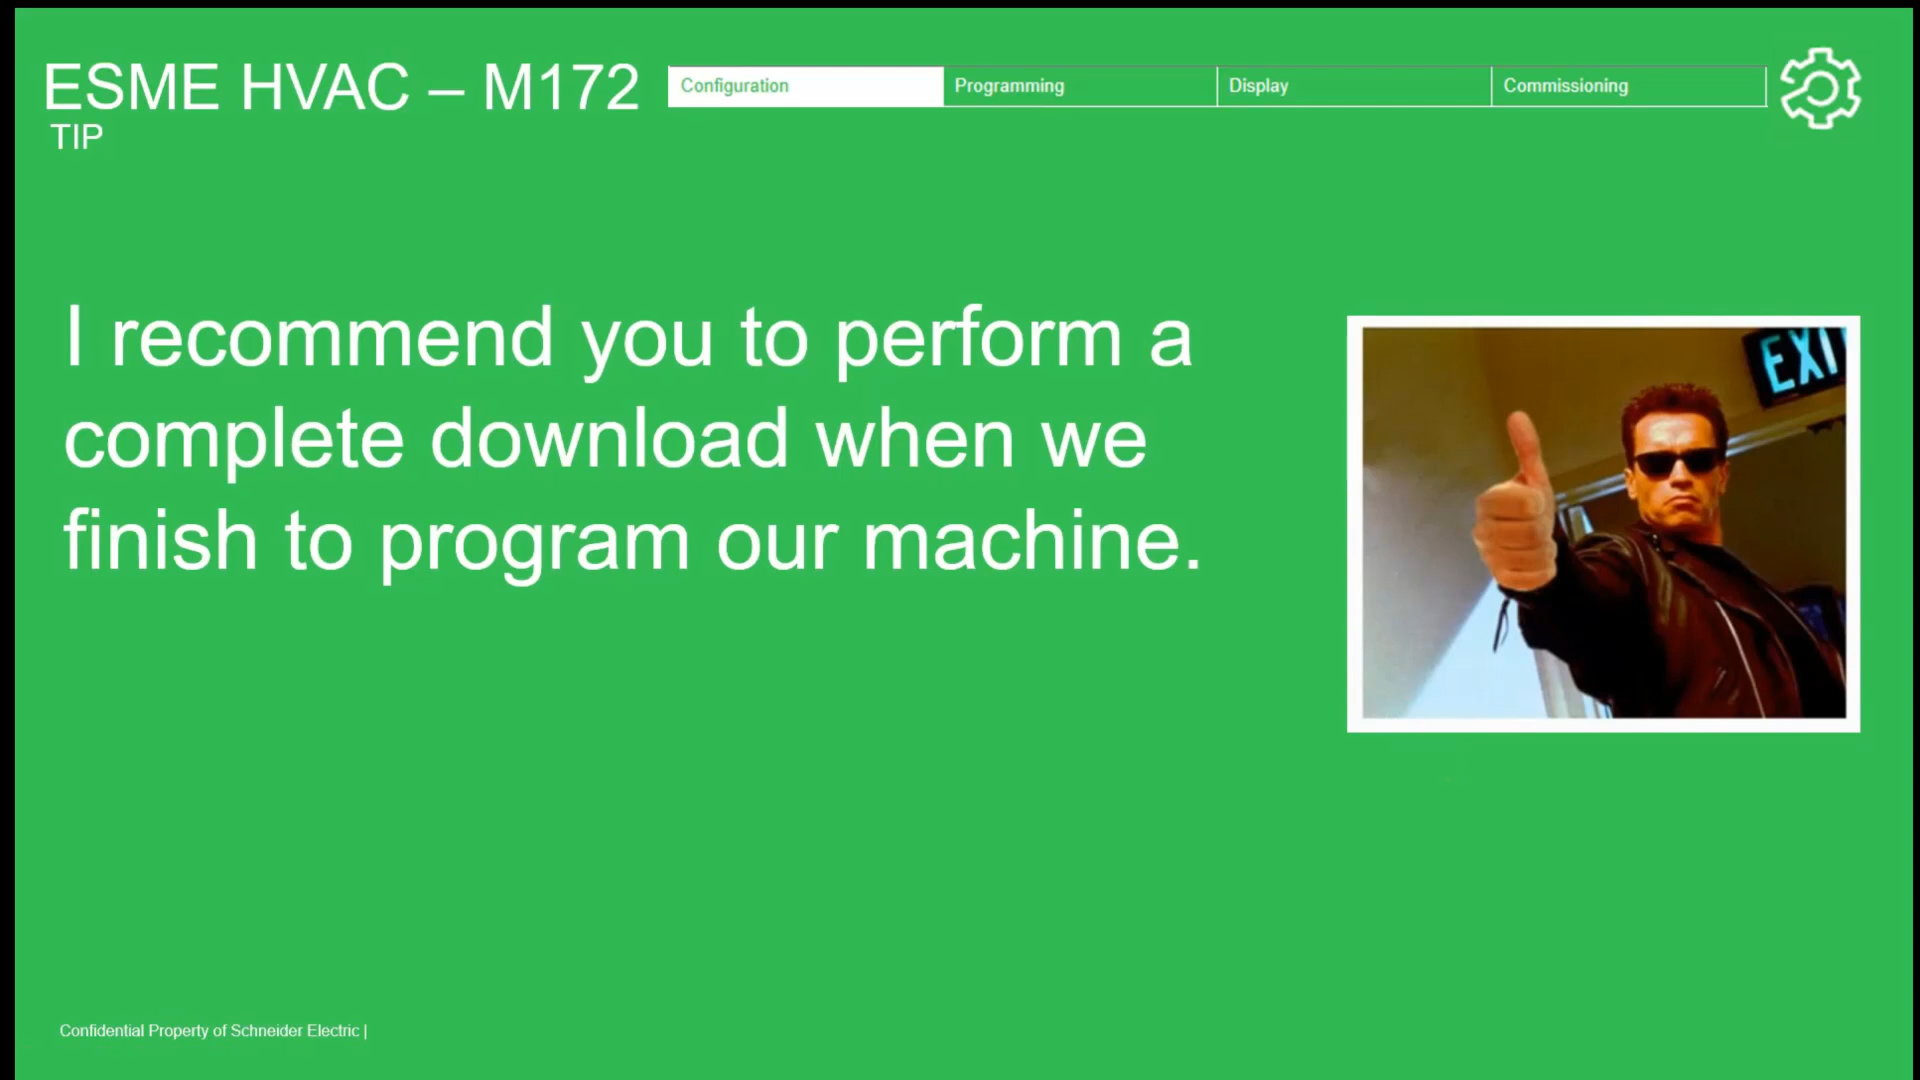 ESME HVAC – M172
TIP
Configuration
Programming
Display
Commissioning
I recommend you to perform a
complete download when we
finish to program our machine.
EXI
Confidential Property of Schneider Electric |